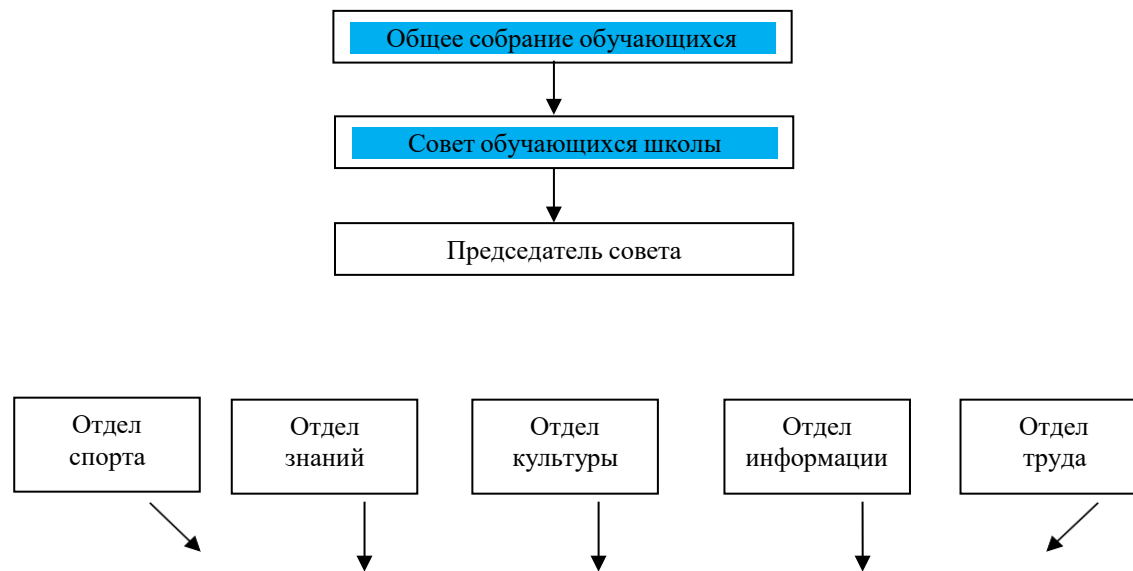 Общее собрание обучающихся
Совет обучающихся школы
Председатель совета
Отдел
спорта
Отдел
знаний
Отдел
культуры
Отдел
информации
Отдел
труда